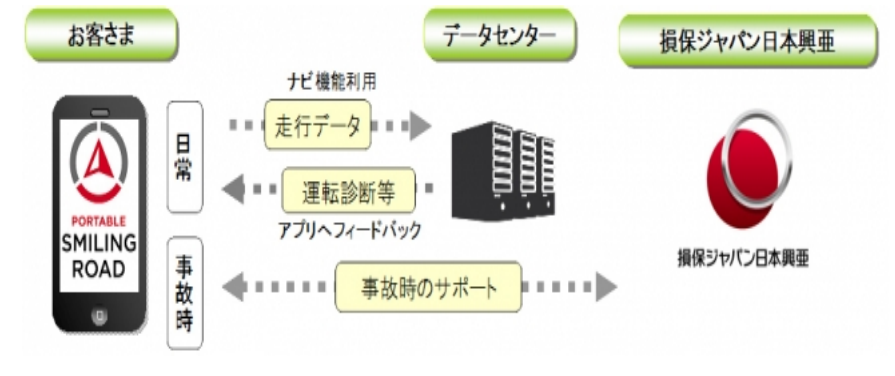 お客さま
データセンター
損保ジャパン日本興亜
ナビ機能利用
日常
走行データ
運転診断等
アプリへフィードバック
PORTABLE
SMILING
ROAD
事故時
事故時のサポート
損保ジャパン日本興亜